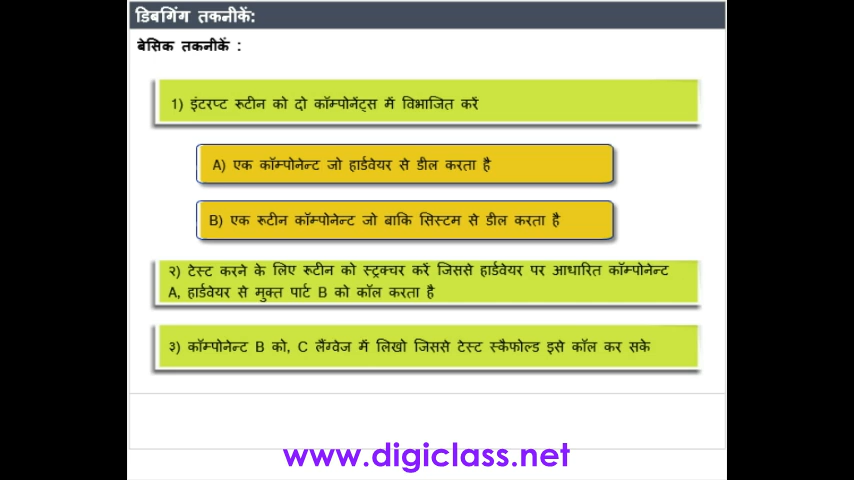 डिबगिंग तकनीकें:
बेसिक तकनीकें :
1) इंटरप्ट रूटीन को दो कॉम्पोनेंट्स में विभाजित करें
A) एक कॉम्पोनेन्ट जो हार्डवेयर से डील करता है
B) एक रूटीन कॉम्पोनेन्ट जो बाकि सिस्टम से डील करता है
२) टेस्ट करने के लिए रूटीन को स्ट्रक्चर करें जिससे हार्डवेयर पर आधारित कॉम्पोनेन्ट
A, हार्डवेयर से मुक्त पार्ट B को कॉल करता है
३) कॉम्पोनेन्ट B को, C लैंग्वेज में लिखो जिससे टेस्ट स्कैफोल्ड इसे कॉल कर सके
www.digiclass.net